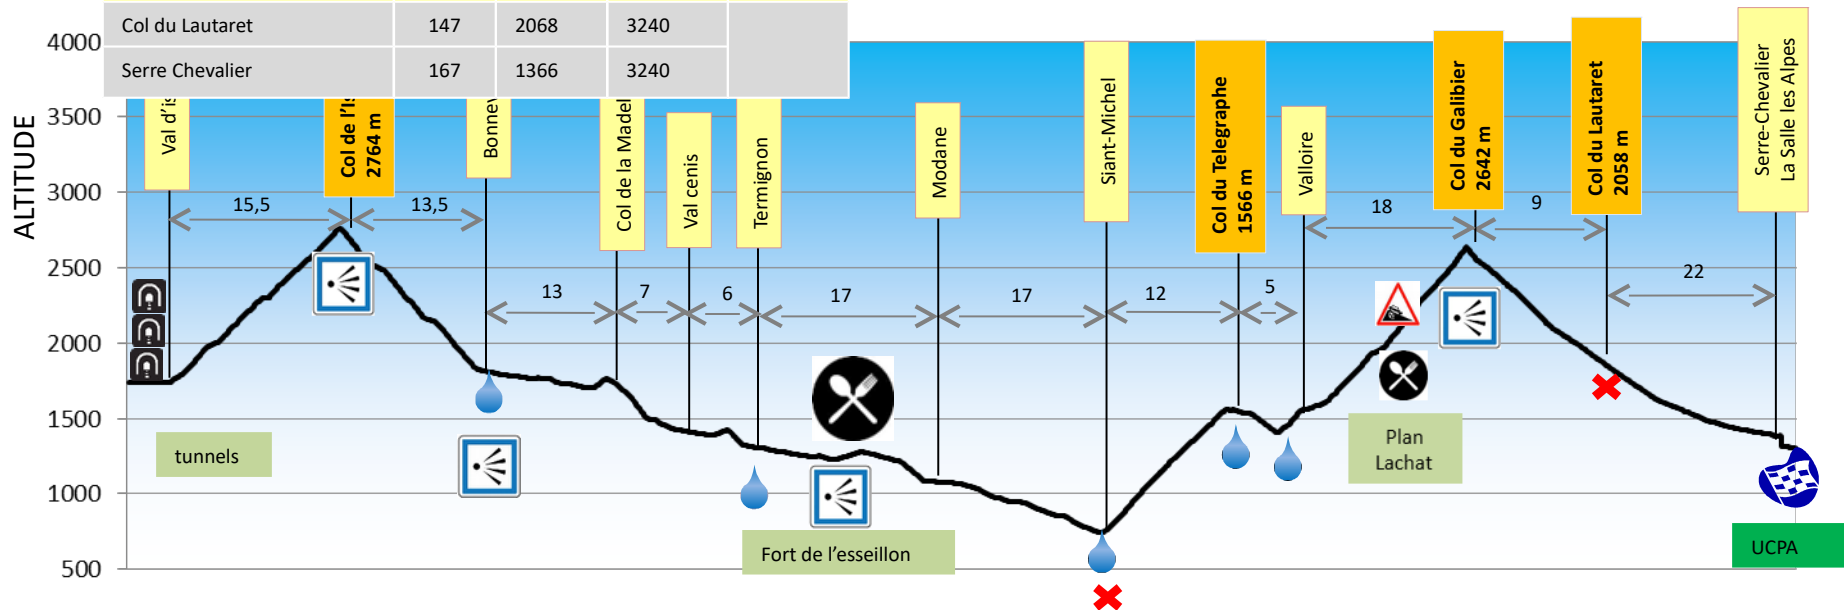 Col du Lautaret 147 2068 3240
Serre Chevalier 167 1366 3240
ALTITUDE
4000
3500
3000
2500
2000
1500
1000
500
Val d'is
Col de l'Is
2764 m
Bonnev
Col de la Madel
Val cenis
Termignon
Modane
Siant-Michel
Col du Telegraphe
1566 m
Valloire
Col du Galibier
2642 m
Col du Lautaret
2058 m
Serre-Chevalier
La Salle les Alpes
15,5
13,5
13
7
6
17
17
12
5
18
9
22
tunnels
Fort de l'esseillon
Plan
Lachat
UCPA